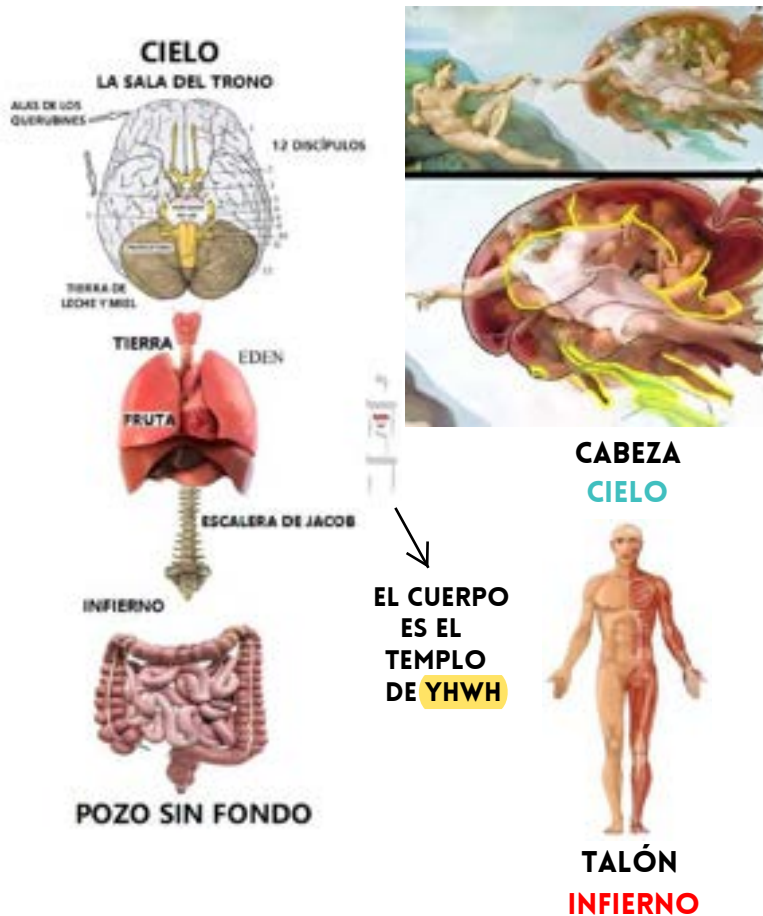 CIELO
LA SALA DEL TRONO
ALAS DE LOS
QUERUBINES
12 DISCÍPULOS
TIERRA DE
LECHE Y MIEL
TIERRA
EDEN
FRUTA
ESCALERA DE JACOB
INFIERNO
POZO SIN FONDO
CABEZA
CIELO
EL CUERPO
ES EL
TEMPLO
DE YHWH
TALÓN
INFIERNO